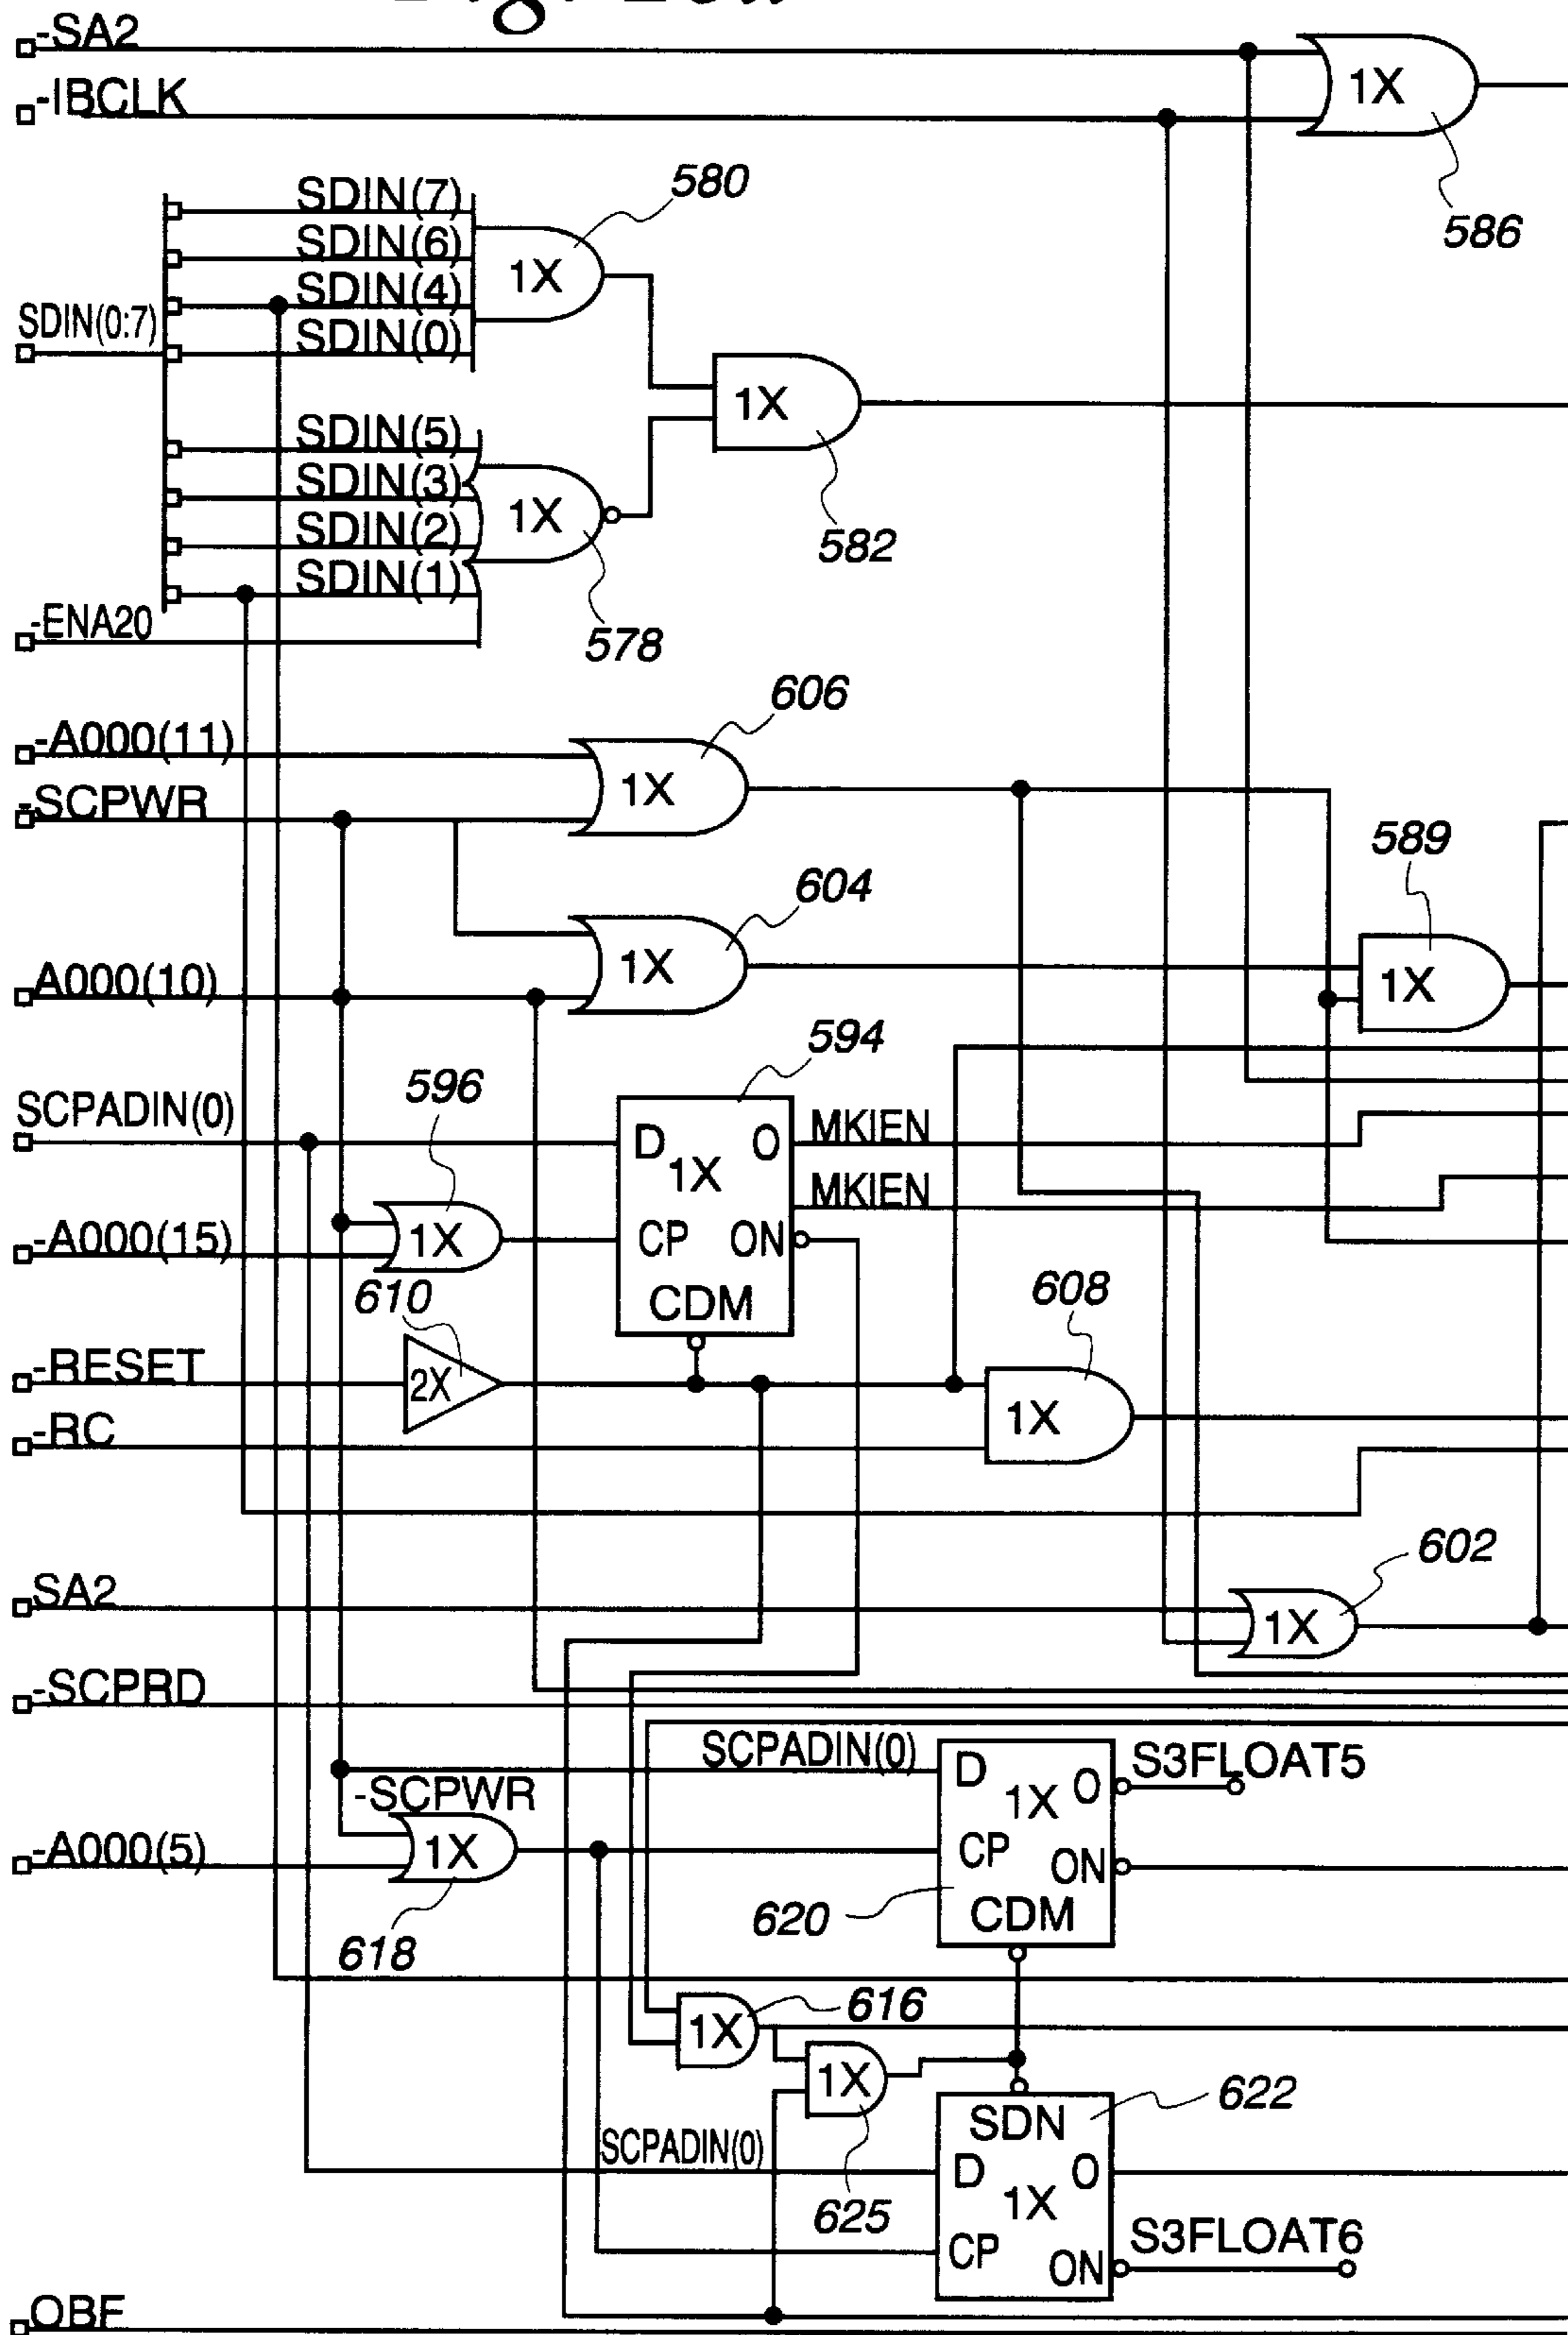 -SA2
1X
-IBCLK
586
580
SDIN(7)
SDIN(6)
1X
SDIN(4)
SDIN(0:7)
SDIN(0)
1X
582
SDIN(5)
SDIN(3)
1X
SDIN(2)
SDIN(1)
-ENA20
578
606
-A000(11)
1X
-SCPWR
589
604
1X
A000(10)
1X
594
596
SCPADIN(0)
D
O
MKIEN
1X
MKIEN
-A000(15)
1X
CP
ON
610
CDM
608
-RESET
2X
1X
-RC
602
SA2
1X
-SCPRD
SCPADIN(0)
D
O
S3FLOAT5
1X
-SCPWR
-A000(5)
1X
CP
ON
620
CDM
618
616
1X
1X
622
SDN
SCPADIN(0)
D
O
1X
625
S3FLOAT6
CP
ON
OBF